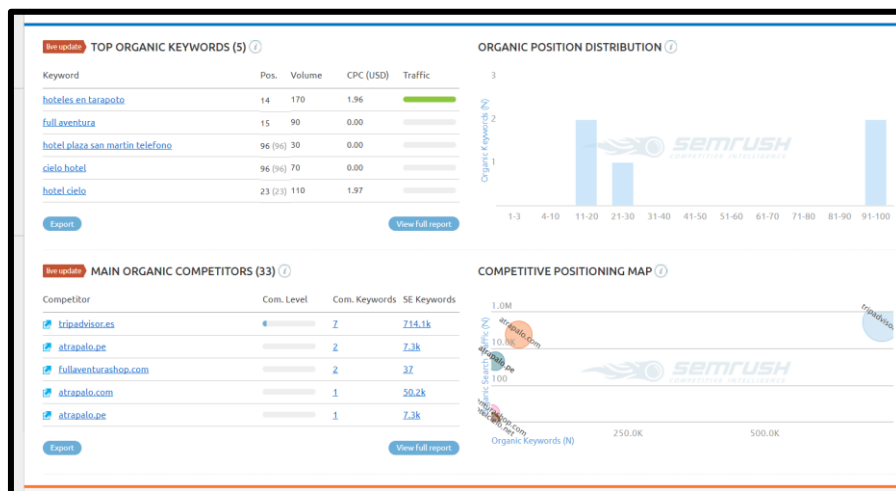 live update TOP ORGANIC KEYWORDS (5) i
Keyword Pos. Volume CPC (USD) Traffic
hoteles en tarapoto 14 170 1.96
full aventura 15 90 0.00
hotel plaza san martin telefono 96 (96) 30 0.00
cielo hotel 96 (96) 70 0.00
hotel cielo 23 (23) 110 1.97
Export View full report
ORGANIC POSITION DISTRIBUTION i
Organic Keywords (N)
3
2
1
SEMRUSH
COMPETITIVE INTELLIGENCE
1-3 4-10 11-20 21-30 31-40 41-50 51-60 61-70 71-80 81-90 91-100
live update MAIN ORGANIC COMPETITORS (33) i
Competitor Com. Level Com. Keywords SE Keywords
tripadvisor.es 7 714.1k
atrapalo.pe 2 7.3k
fullaventurashop.com 2 37
atrapalo.com 1 50.2k
atrapalo.pe 1 7.3k
Export View full report
COMPETITIVE POSITIONING MAP i
1.0M
10.0K
100
atrapalo.com
tripadviso
atrapalo.pe
SEMRUSH
COMPETITIVE INTELLIGENCE
250.0K 500.0K
Organic Keywords (N)